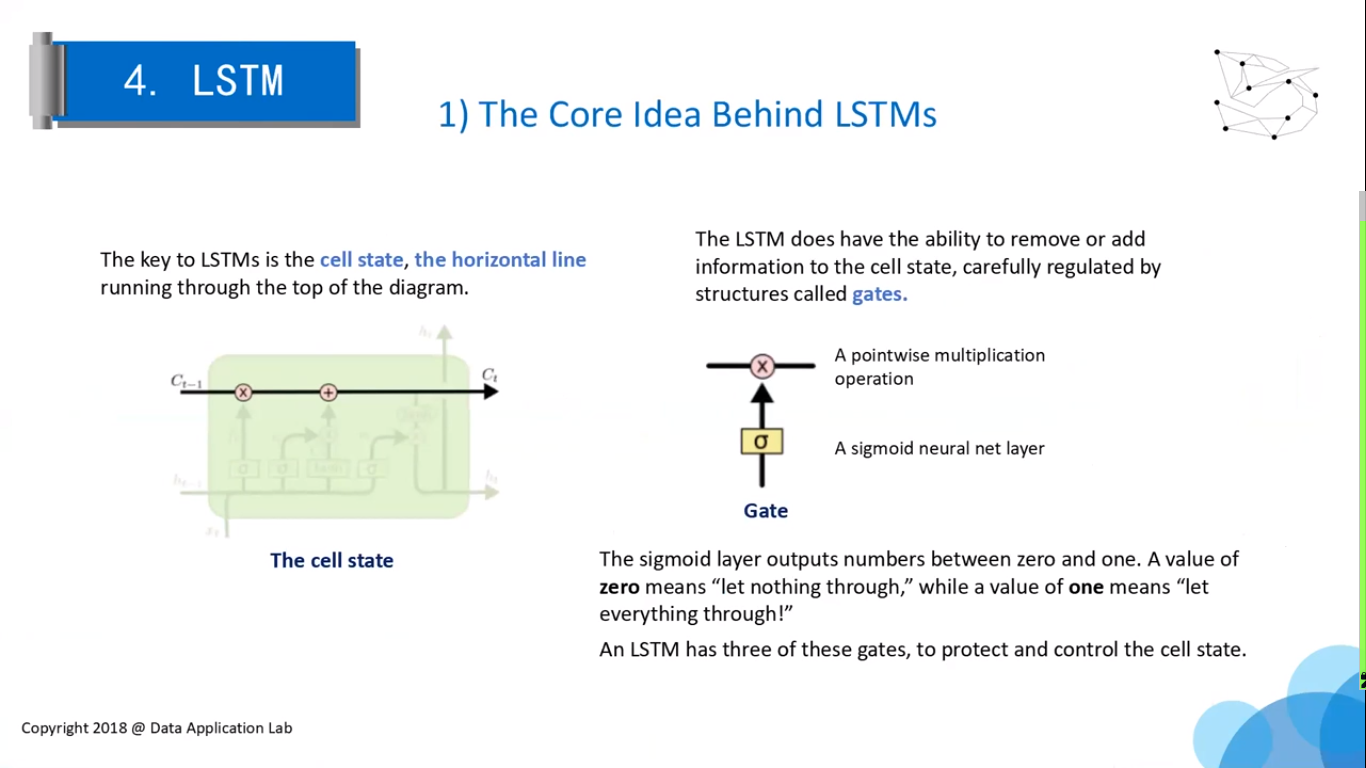 4. LSTM
1) The Core Idea Behind LSTMs
The key to LSTMs is the cell state, the horizontal line
running through the top of the diagram.
C_{t-1}
C_t
h_t
h_{t-1}
h_t
x_t
σ
σ
tanh
σ
The cell state
The LSTM does have the ability to remove or add
information to the cell state, carefully regulated by
structures called gates.
A pointwise multiplication
operation
σ
A sigmoid neural net layer
Gate
The sigmoid layer outputs numbers between zero and one. A value of
zero means “let nothing through,” while a value of one means “let
everything through!”
An LSTM has three of these gates, to protect and control the cell state.
Copyright 2018 @ Data Application Lab